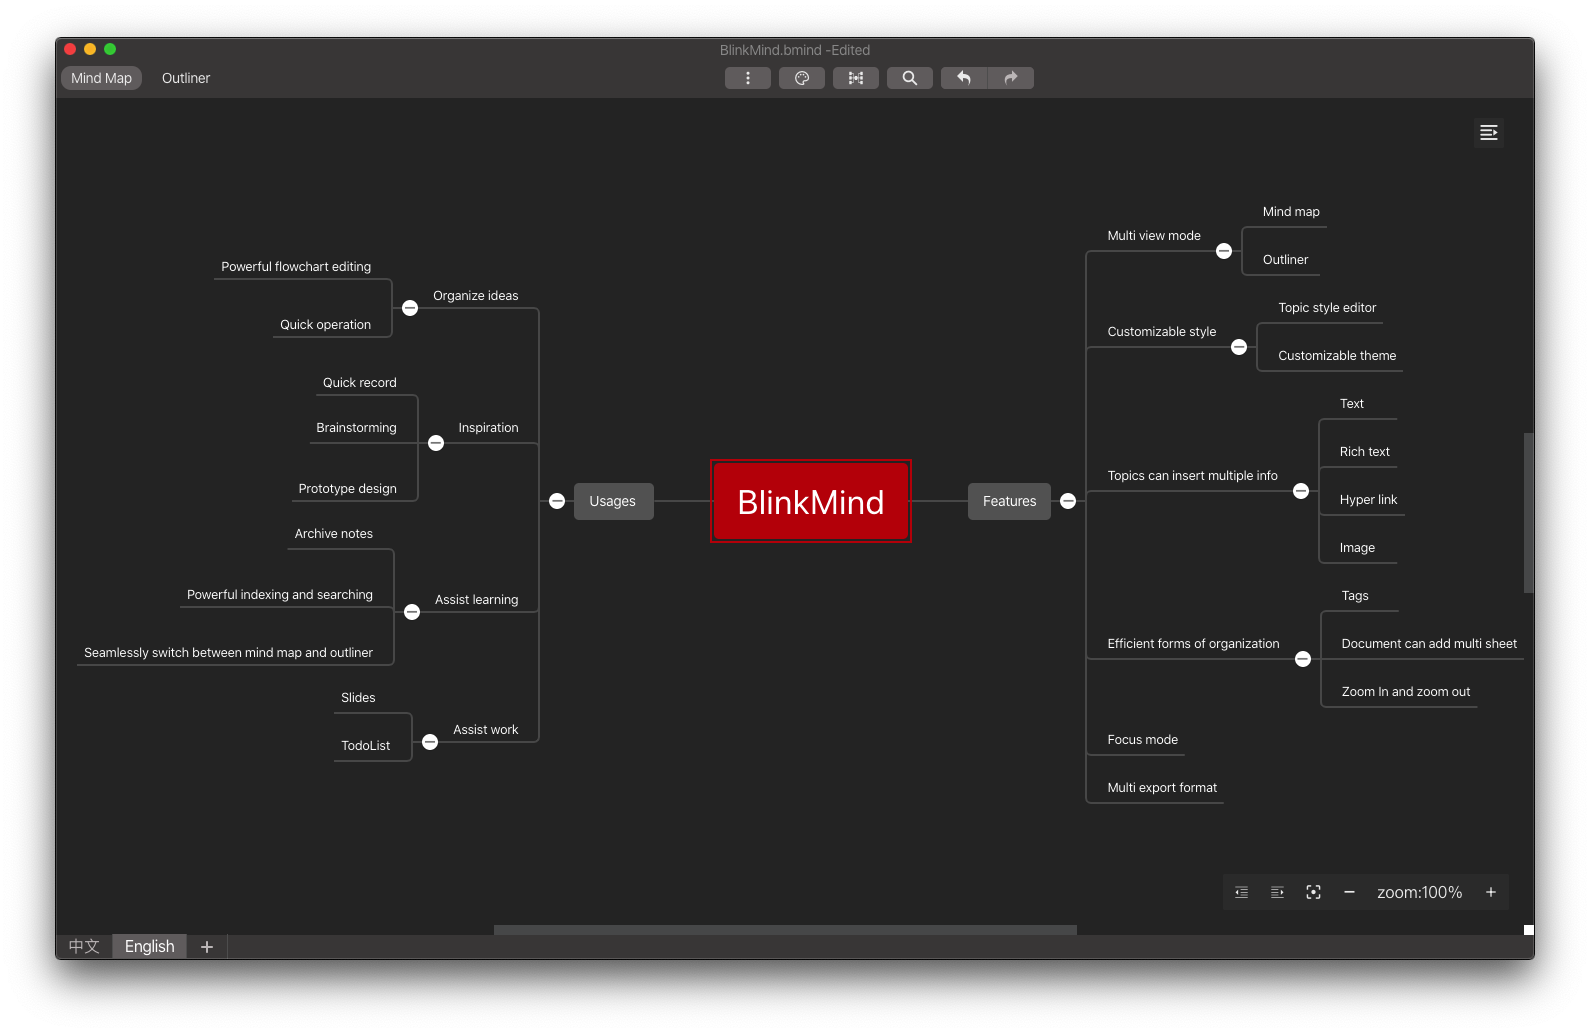 BlinkMind.bmind -Edited
Mind Map
Outliner
Powerful flowchart editing
Quick operation
Organize ideas
Quick record
Brainstorming
Prototype design
Inspiration
Archive notes
Powerful indexing and searching
Seamlessly switch between mind map and outliner
Assist learning
Slides
TodoList
Assist work
Usages
BlinkMind
Features
Multi view mode
Mind map
Outliner
Customizable style
Topic style editor
Customizable theme
Topics can insert multiple info
Text
Rich text
Hyper link
Image
Efficient forms of organization
Tags
Document can add multi sheet
Zoom In and zoom out
Focus mode
Multi export format
zoom:100%
中文
English